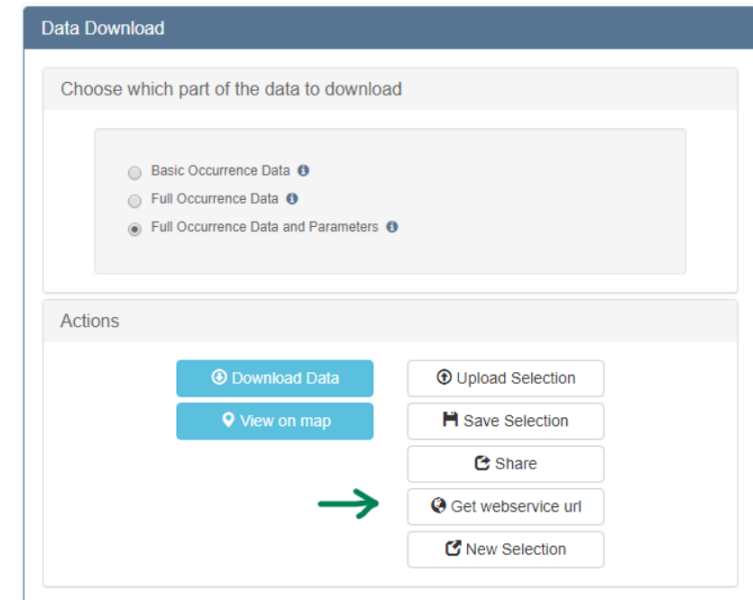 Data Download
Choose which part of the data to download
Basic Occurrence Data
Full Occurrence Data
Full Occurrence Data and Parameters
Actions
Download Data
Upload Selection
View on map
Save Selection
Share
Get webservice url
New Selection